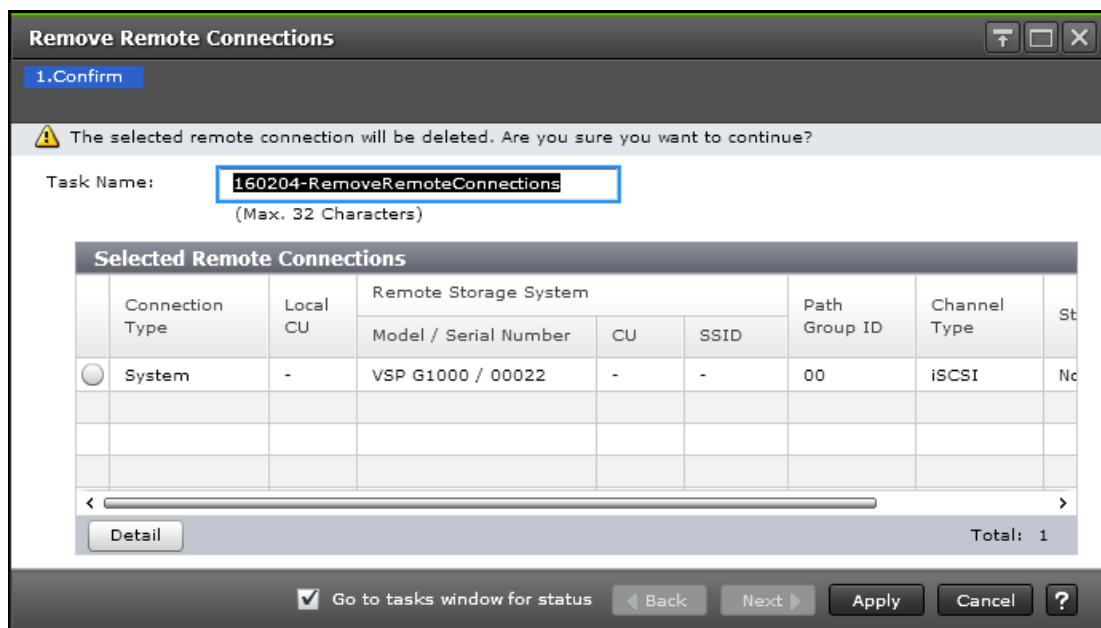 Remove Remote Connections
1.Confirm
The selected remote connection will be deleted. Are you sure you want to continue?
Task Name: 160204-RemoveRemoteConnections
(Max. 32 Characters)
Selected Remote Connections
Connection Type Local CU Remote Storage System Path Group ID Channel Type St
Model / Serial Number CU SSID
System - VSP G1000 / 00022 - - 00 iSCSI No
Detail Total: 1
Go to tasks window for status Back Next Apply Cancel ?